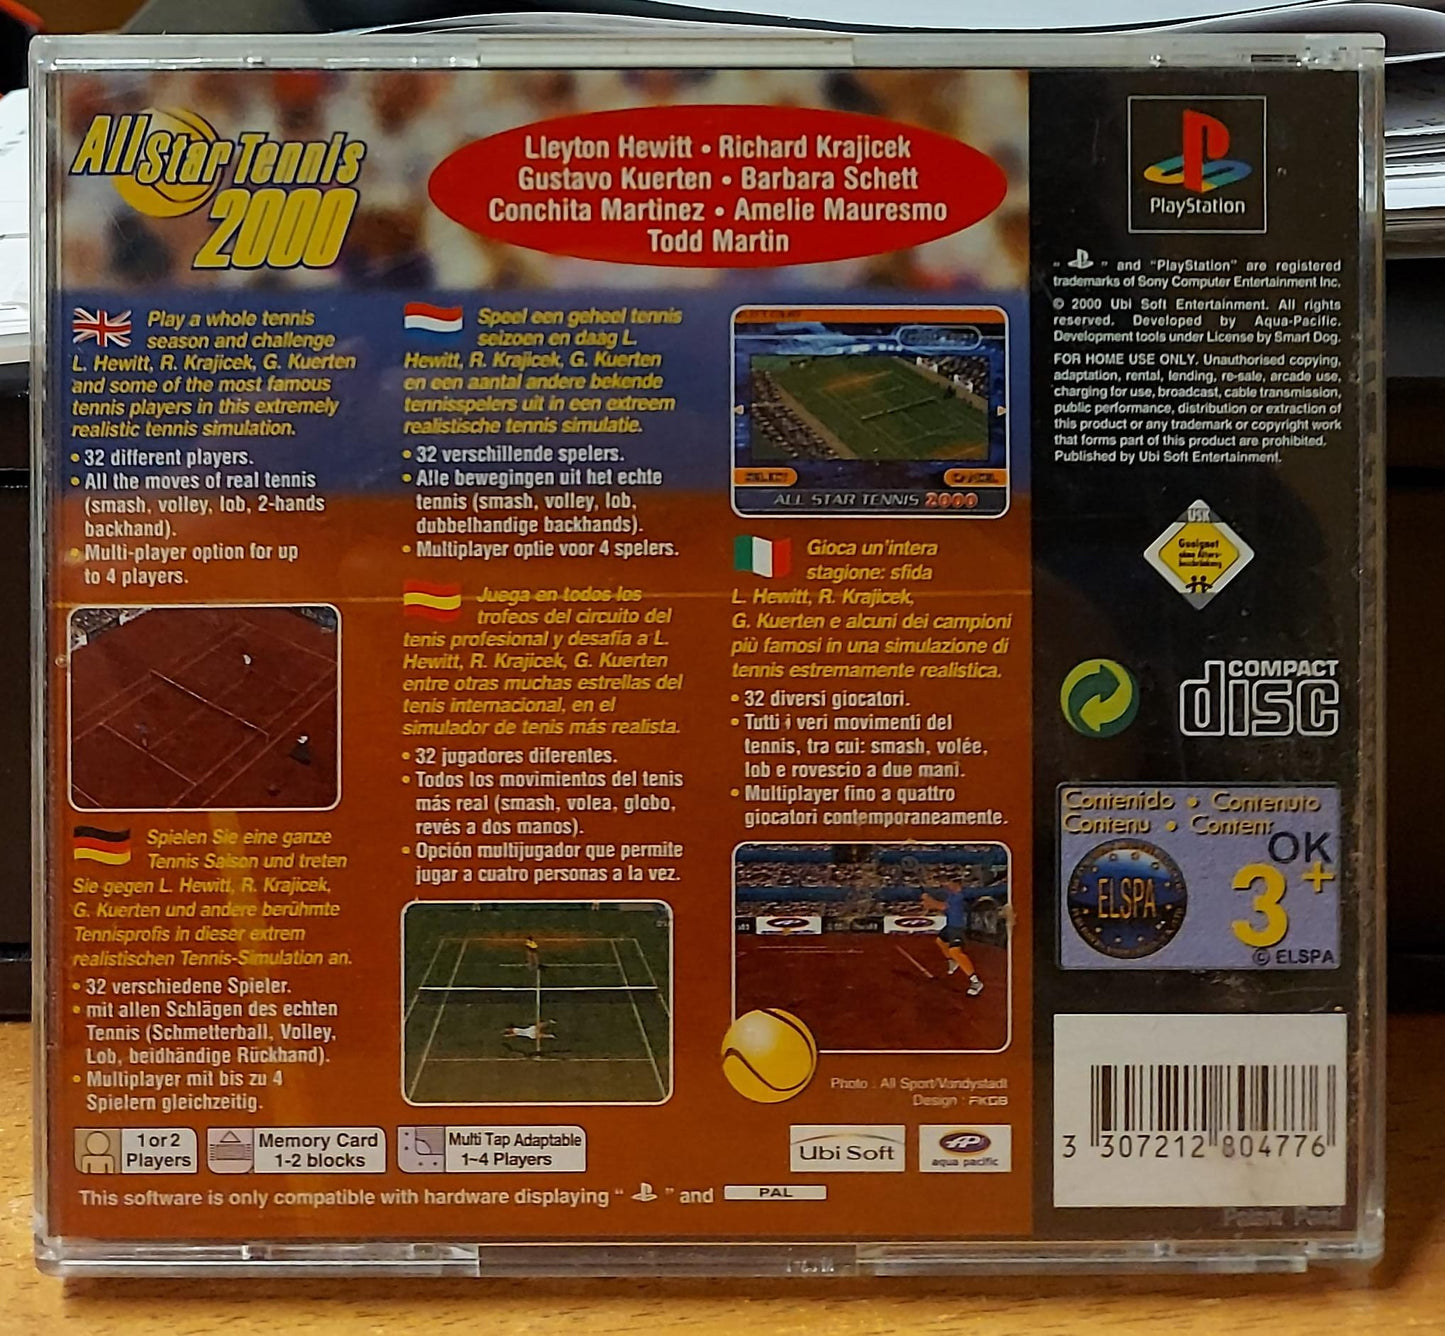 All Star Tennis
2000
Lleyton Hewitt • Richard Krajicek
Gustavo Kuerten • Barbara Schett
Conchita Martinez • Amelie Mauresmo
Todd Martin
Play a whole tennis
season and challenge
L. Hewitt, R. Krajicek, G. Kuerten
and some of the most famous
tennis players in this extremely
realistic tennis simulation.
• 32 different players.
• All the moves of real tennis
(smash, volley, lob, 2-hands
backhand).
• Multi-player option for up
to 4 players.
Spielen Sie eine ganze
Tennis Saison und treten
Sie gegen L. Hewitt, R. Krajicek,
G. Kuerten und andere berühmte
Tennisprofis in dieser extrem
realistischen Tennis-Simulation an.
• 32 verschiedene Spieler.
• mit allen Schlägen des echten
Tennis (Schmetterball, Volley,
Lob, beidhändige Rückhand).
• Multiplayer mit bis zu 4
Spielern gleichzeitig.
Speel een geheel tennis
seizoen en daag L.
Hewitt, R. Krajicek, G. Kuerten
en een aantal andere bekende
tennisspelers uit in een extreem
realistische tennis simulatie.
• 32 verschillende spelers.
• Alle bewegingen uit het echte
tennis (smash, volley, lob,
dubbelhandige backhands).
• Multiplayer optie voor 4 spelers.
Juega en todos los
trofeos del circuito del
tenis profesional y desafía a L.
Hewitt, R. Krajicek, G. Kuerten
entre otras muchas estrellas del
tenis internacional, en el
simulador de tenis más realista.
• 32 jugadores diferentes.
• Todos los movimientos del tenis
más real (smash, volea, globo,
revés a dos manos).
• Opción multijugador que permite
jugar a cuatro personas a la vez.
SELECT
CANCEL
ALL STAR TENNIS 2000
Gioca un'intera
stagione: sfida
L. Hewitt, R. Krajicek,
G. Kuerten e alcuni dei campioni
più famosi in una simulazione di
tennis estremamente realistica.
• 32 diversi giocatori.
• Tutti i veri movimenti del
tennis, tra cui: smash, volée,
lob e rovescio a due mani.
• Multiplayer fino a quattro
giocatori contemporaneamente.
Photo : All Sport/Vandystadt
Design : FKGB
1 or 2
Players
Memory Card
1-2 blocks
Multi Tap Adaptable
1~4 Players
Ubi Soft
AP
aqua pacific
This software is only compatible with hardware displaying " " and PAL
PlayStation
" " and "PlayStation" are registered
trademarks of Sony Computer Entertainment Inc.
© 2000 Ubi Soft Entertainment. All rights
reserved. Developed by Aqua-Pacific.
Development tools under License by Smart Dog.
FOR HOME USE ONLY. Unauthorised copying,
adaptation, rental, lending, re-sale, arcade use,
charging for use, broadcast, cable transmission,
public performance, distribution or extraction of
this product or any trademark or copyright work
that forms part of this product are prohibited.
Published by Ubi Soft Entertainment.
USK
Geeignet
ohne Alters-
beschränkung
COMPACT
disc
Contenido • Contenuto
Contenu • Content
OK
3+
ELSPA
© ELSPA
3 307212 804776